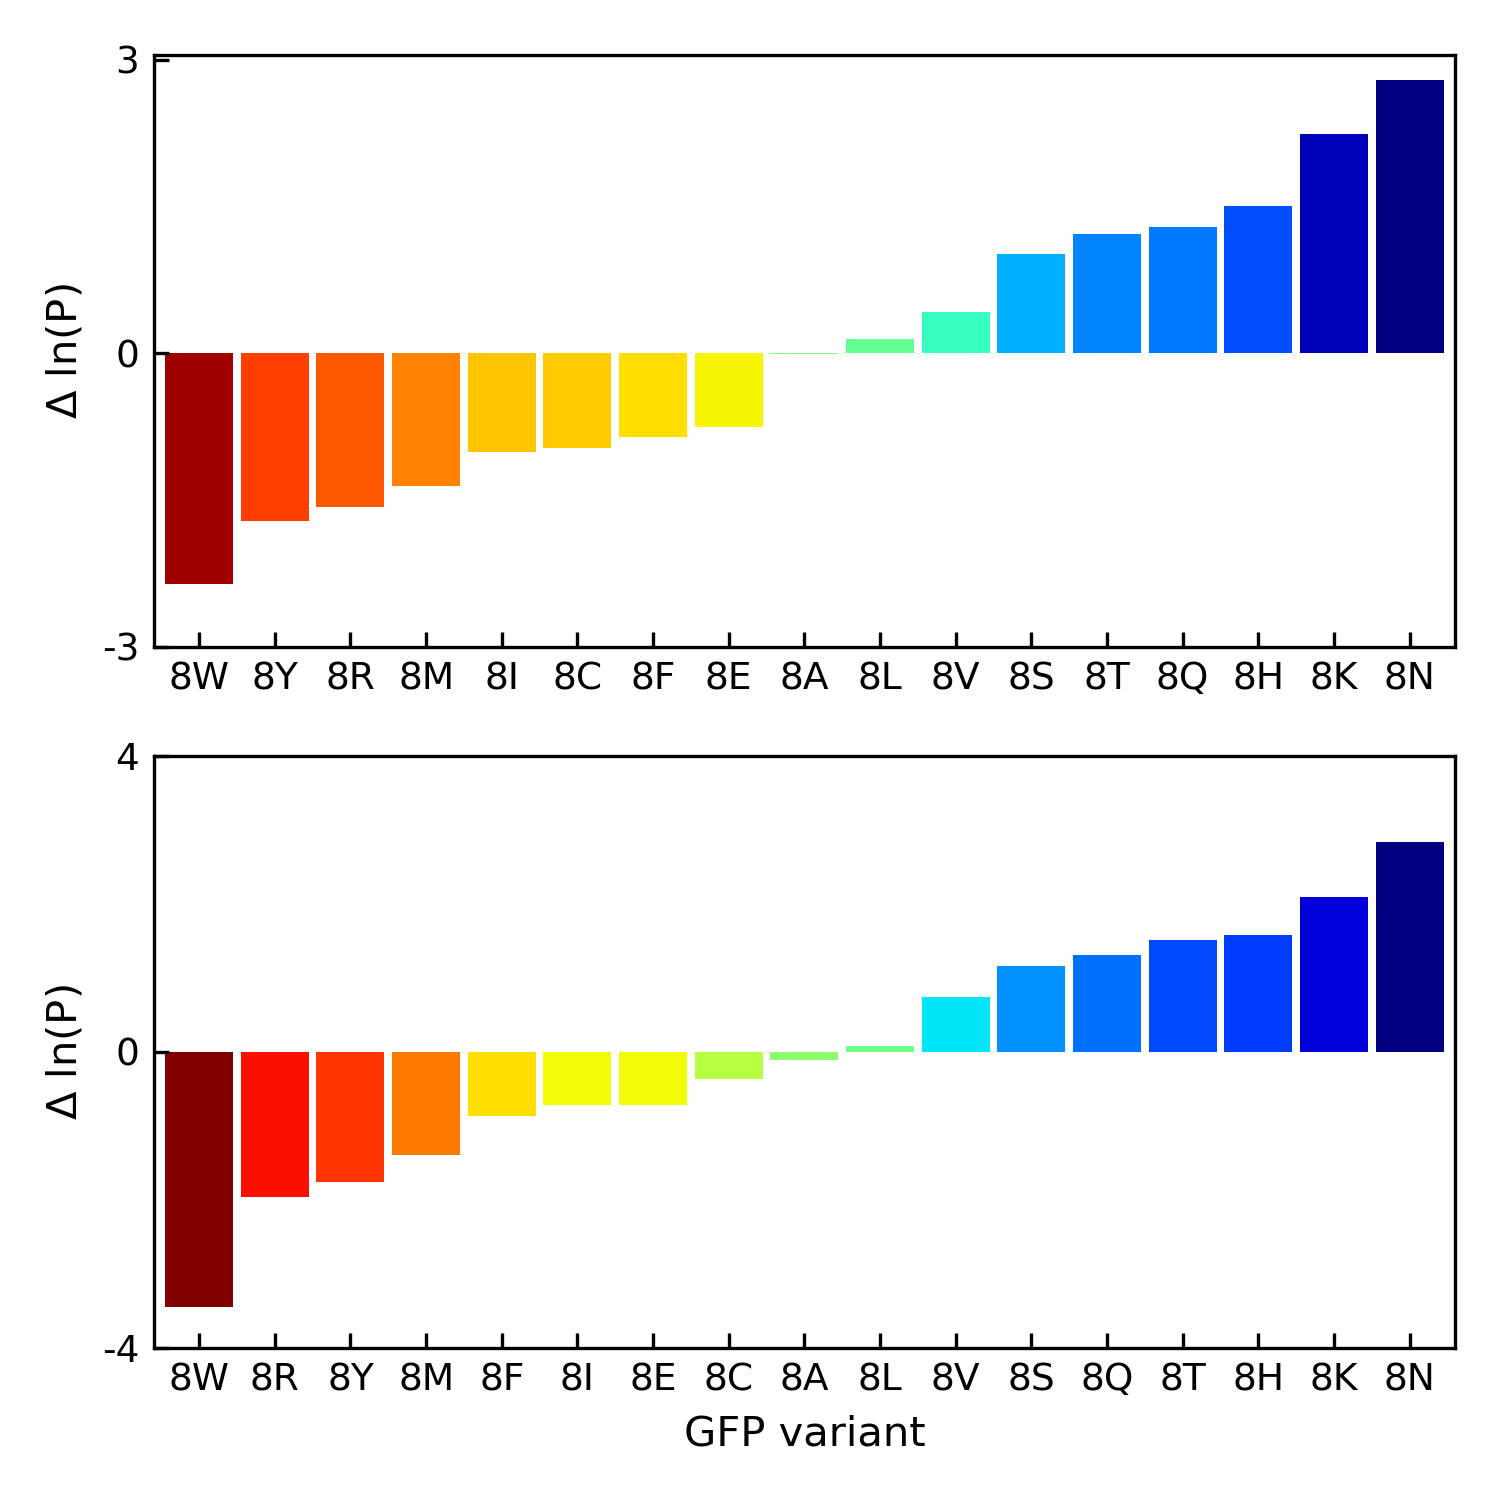 3
0
-3
Δ ln(P)
8W 8Y 8R 8M 8I 8C 8F 8E 8A 8L 8V 8S 8T 8Q 8H 8K 8N
4
0
-4
Δ ln(P)
8W 8R 8Y 8M 8F 8I 8E 8C 8A 8L 8V 8S 8Q 8T 8H 8K 8N
GFP variant